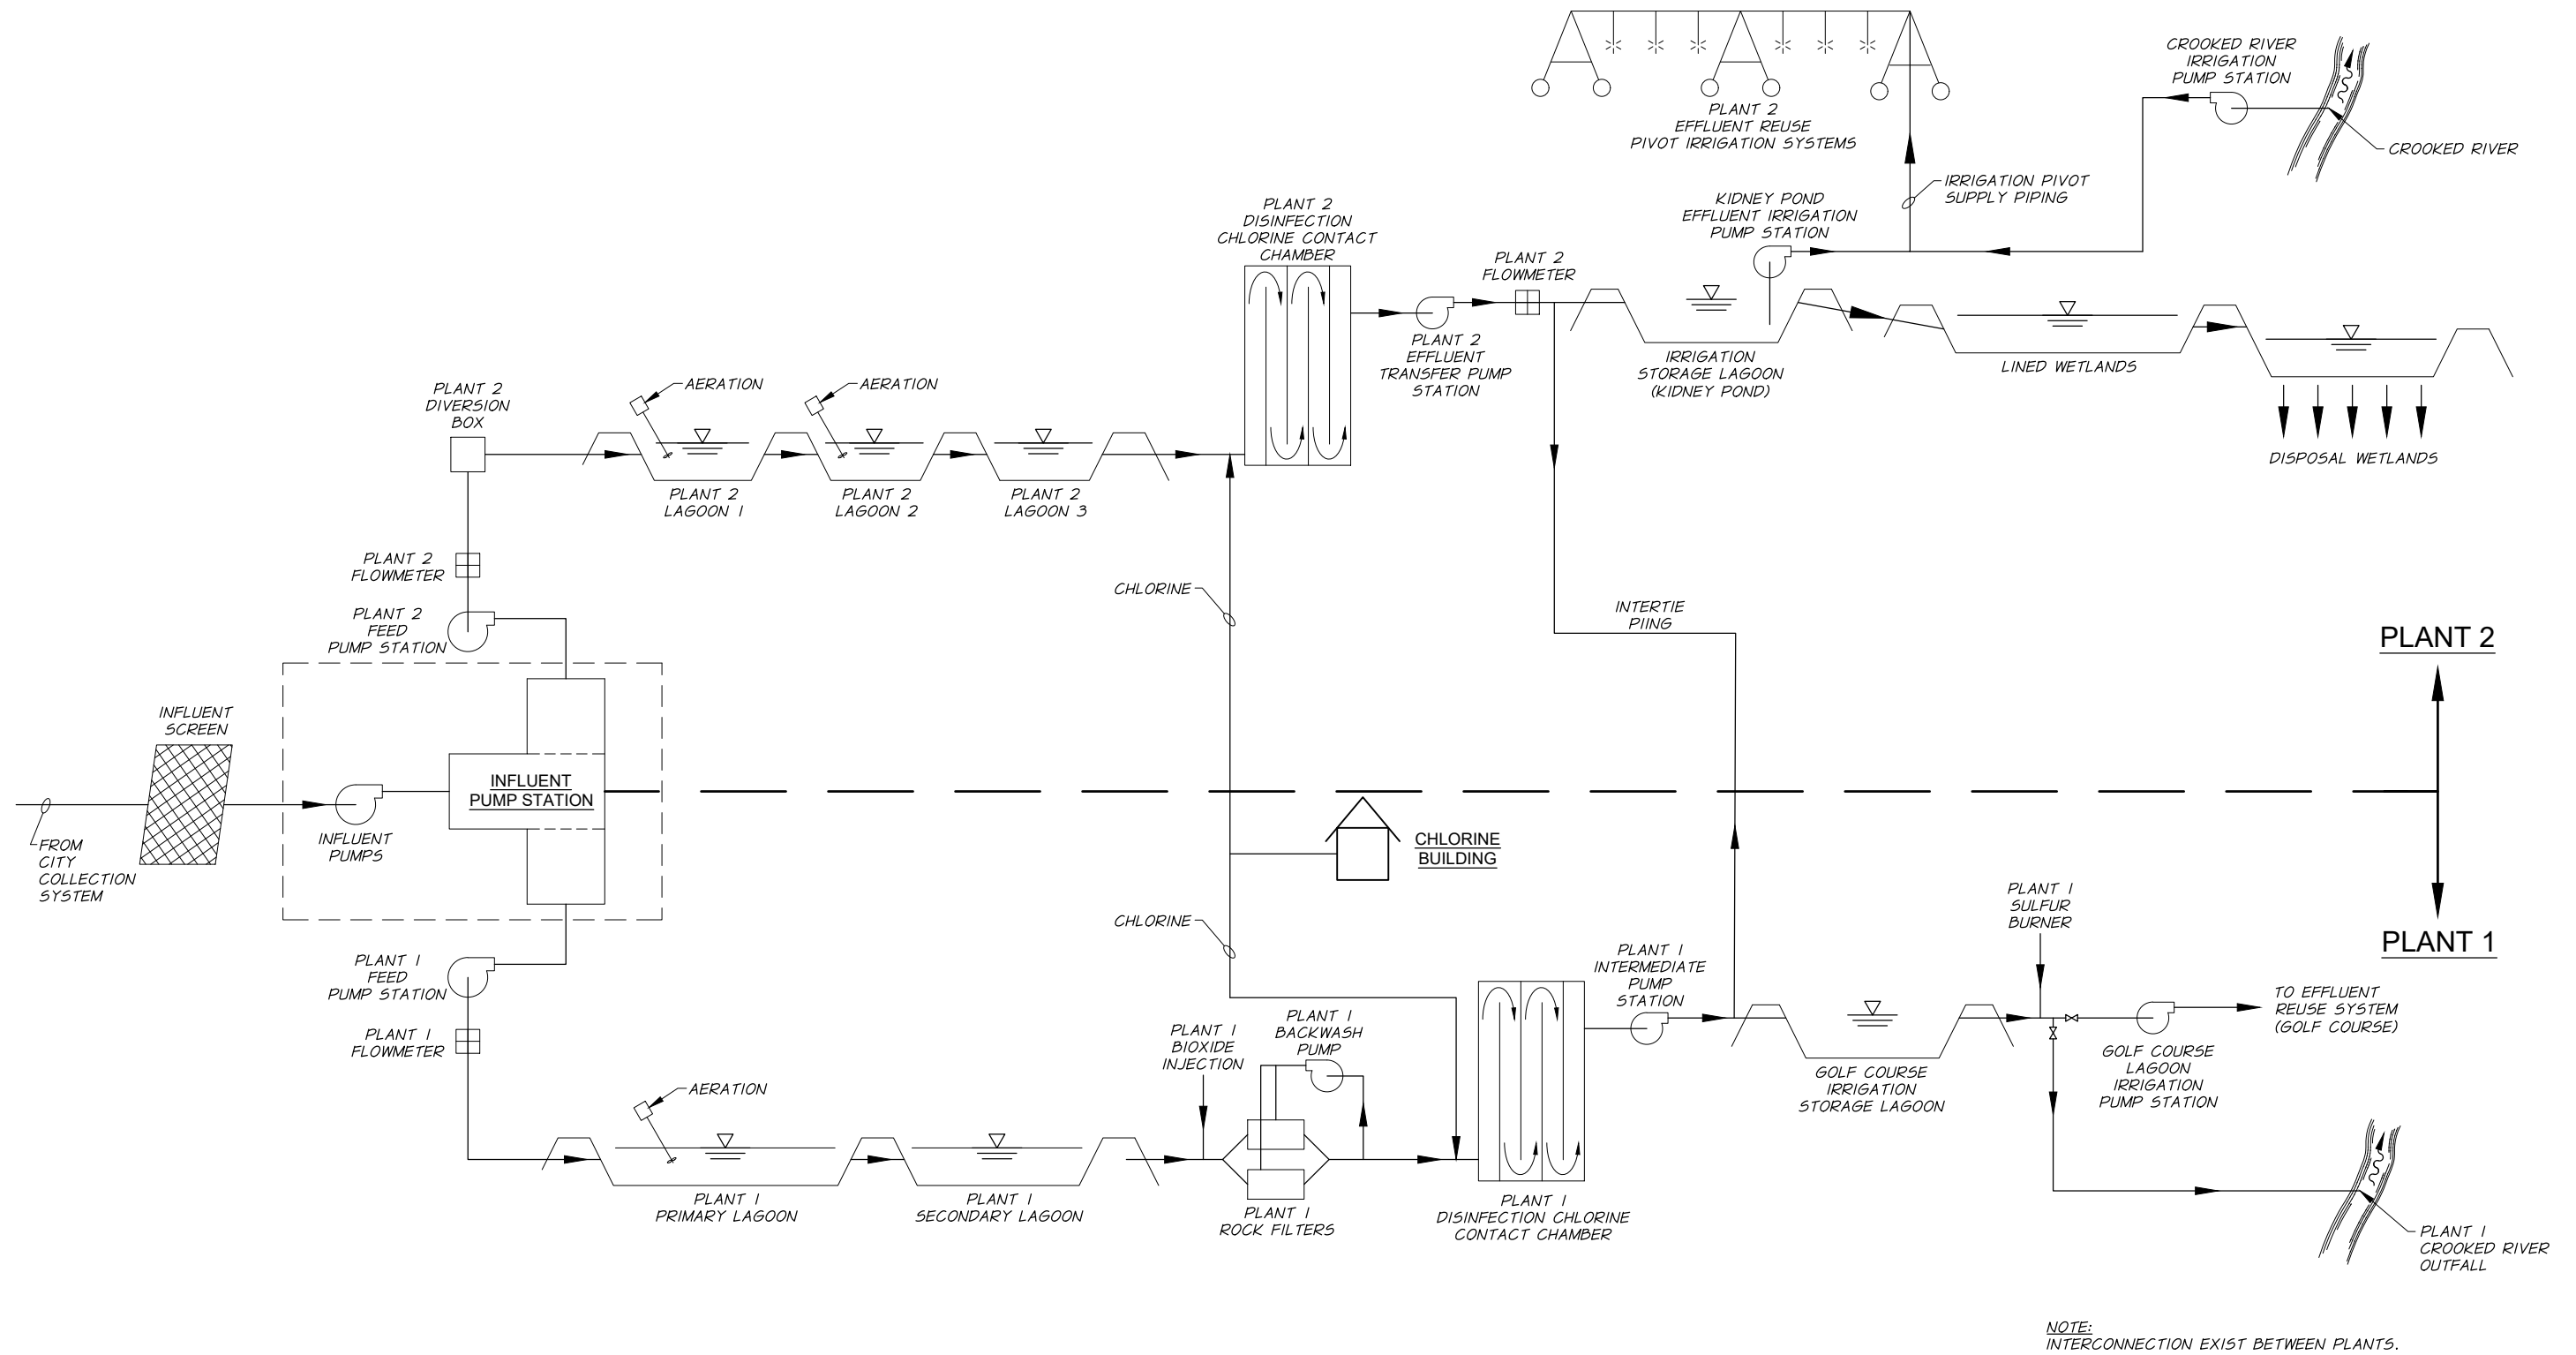 CROOKED RIVER
IRRIGATION
PUMP STATION
PLANT 2
EFFLUENT REUSE
PIVOT IRRIGATION SYSTEMS
CROOKED RIVER
IRRIGATION PIVOT
SUPPLY PIPING
KIDNEY POND
EFFLUENT IRRIGATION
PUMP STATION
PLANT 2
DISINFECTION
CHLORINE CONTACT
CHAMBER
PLANT 2
FLOWMETER
PLANT 2
EFFLUENT
TRANSFER PUMP
STATION
IRRIGATION
STORAGE LAGOON
(KIDNEY POND)
LINED WETLANDS
DISPOSAL WETLANDS
PLANT 2
DIVERSION
BOX
AERATION
AERATION
PLANT 2
LAGOON 1
PLANT 2
LAGOON 2
PLANT 2
LAGOON 3
PLANT 2
FLOWMETER
PLANT 2
FEED
PUMP STATION
CHLORINE
INTERTIE
PIING
PLANT 2
INFLUENT
SCREEN
INFLUENT
PUMP STATION
INFLUENT
PUMPS
FROM
CITY
COLLECTION
SYSTEM
CHLORINE
BUILDING
CHLORINE
PLANT 1
SULFUR
BURNER
PLANT 1
PLANT 1
FEED
PUMP STATION
PLANT 1
INTERMEDIATE
PUMP
STATION
TO EFFLUENT
REUSE SYSTEM
(GOLF COURSE)
PLANT 1
FLOWMETER
PLANT 1
BIOXIDE
INJECTION
PLANT 1
BACKWASH
PUMP
GOLF COURSE
IRRIGATION
STORAGE LAGOON
GOLF COURSE
LAGOON
IRRIGATION
PUMP STATION
AERATION
PLANT 1
PRIMARY LAGOON
PLANT 1
SECONDARY LAGOON
PLANT 1
ROCK FILTERS
PLANT 1
DISINFECTION CHLORINE
CONTACT CHAMBER
PLANT 1
CROOKED RIVER
OUTFALL
NOTE:
INTERCONNECTION EXIST BETWEEN PLANTS.